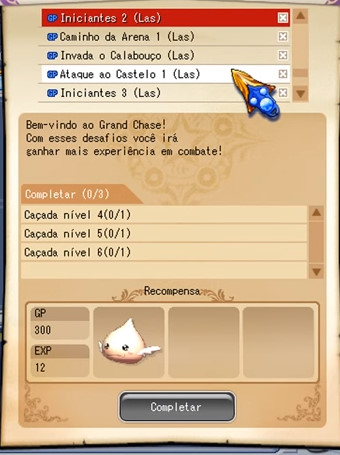 GP Iniciantes 2 (Las)
GP Caminho da Arena 1 (Las)
GP Invada o Calabouço (Las)
GP Ataque ao Castelo 1 (Las)
GP Iniciantes 3 (Las)
Bem-vindo ao Grand Chase!
Com esses desafios você irá
ganhar mais experiência em combate!
Completar (0/3)
Caçada nível 4(0/1)
Caçada nível 5(0/1)
Caçada nível 6(0/1)
Recompensa
GP
300
EXP
12
Completar